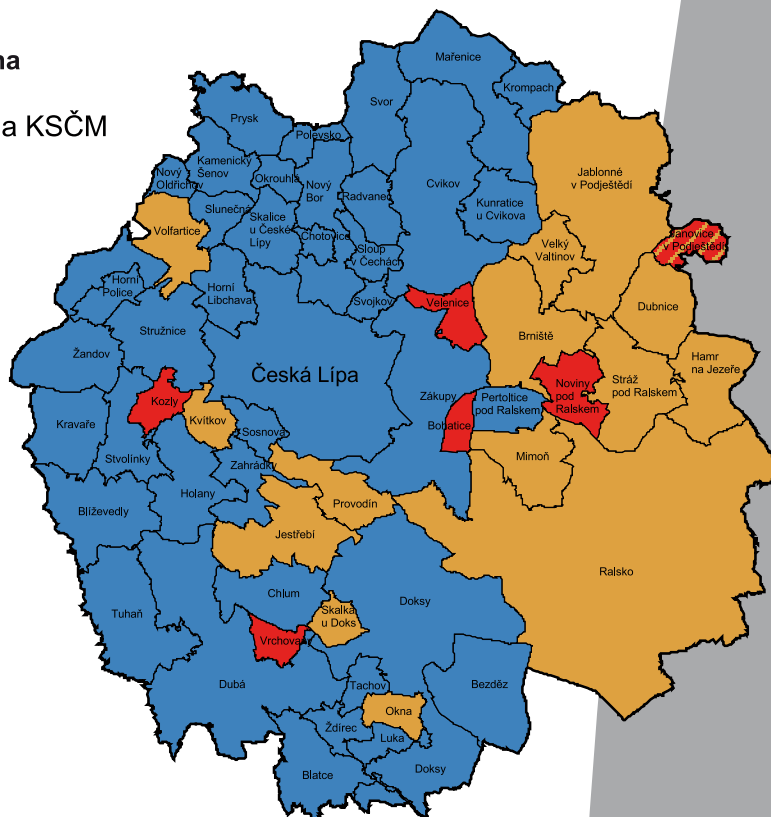 na
a KSČM
Mařenice
Krompach
Svor
Prysk
Polevsko
Kamenický
Šenov
Nový
Oldřichov
Okrouhlá
Nový
Bor
Radvanec
Cvikov
Kunratice
u Cvikova
Jablonné
v Podještědí
Slunečná
Skalice
u České
Lípy
Volfartice
Chotovice
Sloup
v Čechách
Velký
Valtinov
Janovice
v Podještědí
Horní
Police
Horní
Libchava
Svojkov
Velenice
Dubnice
Stružnice
Brniště
Žandov
Česká Lípa
Hamr
na Jezeře
Kozly
Zákupy
Pertoltice
pod Ralskem
Noviny
pod
Ralskem
Stráž
pod Ralskem
Kravaře
Kvítkov
Sosnová
Bohatice
Stvolínky
Zahrádky
Mimoň
Holany
Provodín
Blíževedly
Jestřebí
Ralsko
Chlum
Doksy
Tuhaň
Skalka
u Doks
Vrchovany
Dubá
Tachov
Bezděz
Okna
Ždírec
Luka
Blatce
Doksy